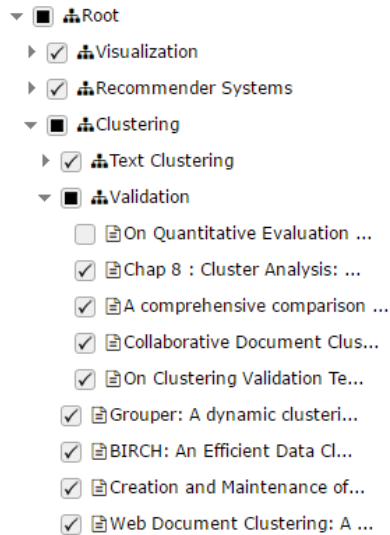 Root
Visualization
Recommender Systems
Clustering
Text Clustering
Validation
On Quantitative Evaluation ...
Chap 8 : Cluster Analysis: ...
A comprehensive comparison ...
Collaborative Document Clus...
On Clustering Validation Te...
Grouper: A dynamic clusteri...
BIRCH: An Efficient Data Cl...
Creation and Maintenance of...
Web Document Clustering: A ...